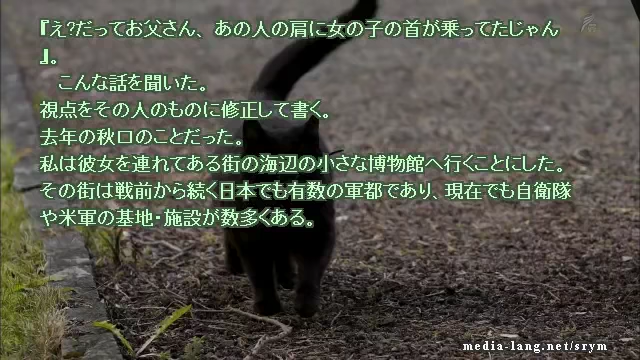 『え?だってお父さん、あの人の肩に女の子の首が乗ってたじゃん
』。
　こんな話を聞いた。
視点をその人のものに修正して書く。
去年の秋口のことだった。
私は彼女を連れてある街の海辺の小さな博物館へ行くことにした。
その街は戦前から続く日本でも有数の軍都であり、現在でも自衛隊
や米軍の基地・施設が数多くある。
media-lang.net/srym